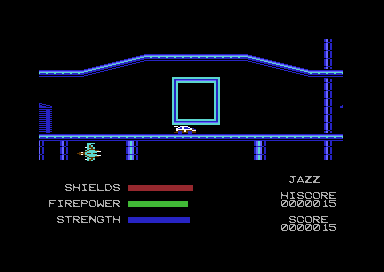 JAZZ
SHIELDS
HISCORE
FIREPOWER
0000015
STRENGTH
SCORE
0000015